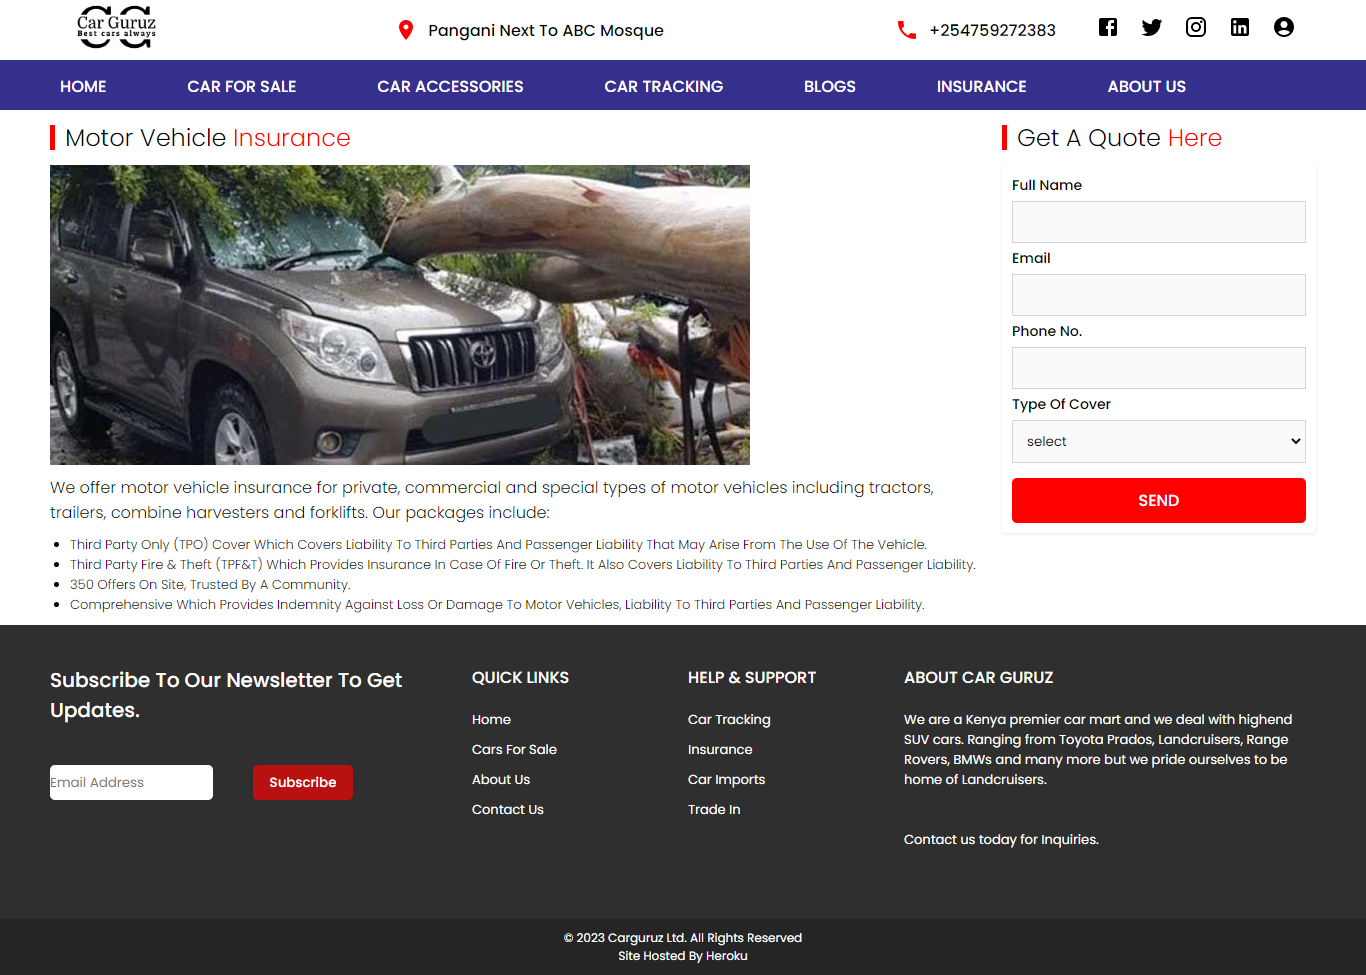 Car Guruz
Best cars always
Pangani Next To ABC Mosque
+254759272383
HOME
CAR FOR SALE
CAR ACCESSORIES
CAR TRACKING
BLOGS
INSURANCE
ABOUT US
Motor Vehicle Insurance
We offer motor vehicle insurance for private, commercial and special types of motor vehicles including tractors,
trailers, combine harvesters and forklifts. Our packages include:
Third Party Only (TPO) Cover Which Covers Liability To Third Parties And Passenger Liability That May Arise From The Use Of The Vehicle.
Third Party Fire & Theft (TPF&T) Which Provides Insurance In Case Of Fire Or Theft. It Also Covers Liability To Third Parties And Passenger Liability.
350 Offers On Site, Trusted By A Community.
Comprehensive Which Provides Indemnity Against Loss Or Damage To Motor Vehicles, Liability To Third Parties And Passenger Liability.
Get A Quote Here
Full Name
Email
Phone No.
Type Of Cover
select
SEND
Subscribe To Our Newsletter To Get
Updates.
Email Address
Subscribe
QUICK LINKS
Home
Cars For Sale
About Us
Contact Us
HELP & SUPPORT
Car Tracking
Insurance
Car Imports
Trade In
ABOUT CAR GURUZ
We are a Kenya premier car mart and we deal with highend
SUV cars. Ranging from Toyota Prados, Landcruisers, Range
Rovers, BMWs and many more but we pride ourselves to be
home of Landcruisers.
Contact us today for Inquiries.
© 2023 Carguruz Ltd. All Rights Reserved
Site Hosted By Heroku